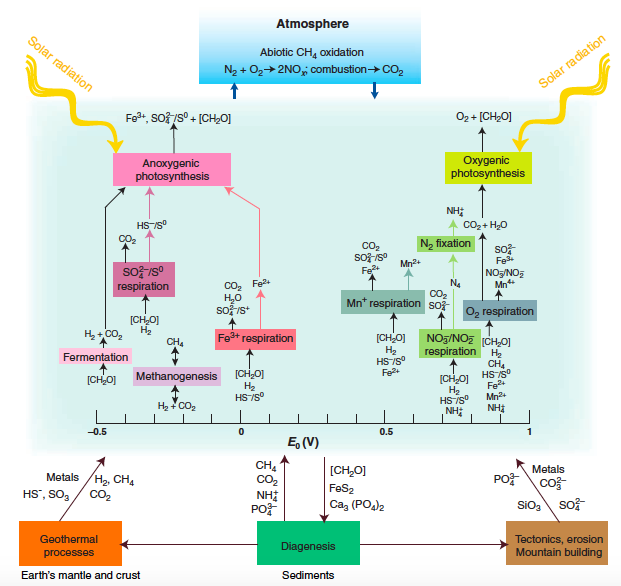 Atmosphere
Abiotic CH₄ oxidation
N₂ + O₂→ 2NOₓ; combustion→CO₂
Solar radiation
Solar radiation
Fe³⁺, SO₄²⁻/S⁰ + [CH₂O]
O₂ + [CH₂O]
Anoxygenic
photosynthesis
Oxygenic
photosynthesis
HS⁻/S⁰
CO₂
SO₄²⁻/S⁰
respiration
[CH₂O]
H₂
H₂ + CO₂
Fermentation
[CH₂O]
CH₄
Methanogenesis
H₂ + CO₂
CO₂
H₂O
SO₄²⁻/S⁺
Fe²⁺
Fe³⁺ respiration
[CH₂O]
H₂
HS⁻/S⁰
CO₂
SO₄²⁻/S⁰
Fe²⁺
Mn²⁺
Mn⁺ respiration
[CH₂O]
H₂
HS⁻/S⁰
Fe²⁺
NH₄⁺
CO₂ + H₂O
N₂ fixation
N₄
CO₂
SO₄²⁻
NO₃⁻/NO₂⁻
respiration
[CH₂O]
H₂
HS⁻/S⁰
NH₄⁺
SO₄²⁻
Fe³⁺
NO₃/NO₂⁻
Mn⁴⁺
O₂ respiration
[CH₂O]
H₂
CH₄
HS⁻/S⁰
Fe²⁺
Mn²⁺
NH₄⁺
–0.5
0
0.5
1
E₀ (V)
Metals
HS⁻, SO₃
H₂, CH₄
CO₂
Geothermal
processes
Earth's mantle and crust
CH₄
CO₂
NH₄⁺
PO₄³⁻
[CH₂O]
FeS₂
Ca₃ (PO₄)₂
Diagenesis
Sediments
PO₄³⁻
Metals
CO₃²⁻
SiO₃
SO₄²⁻
Tectonics, erosion
Mountain building